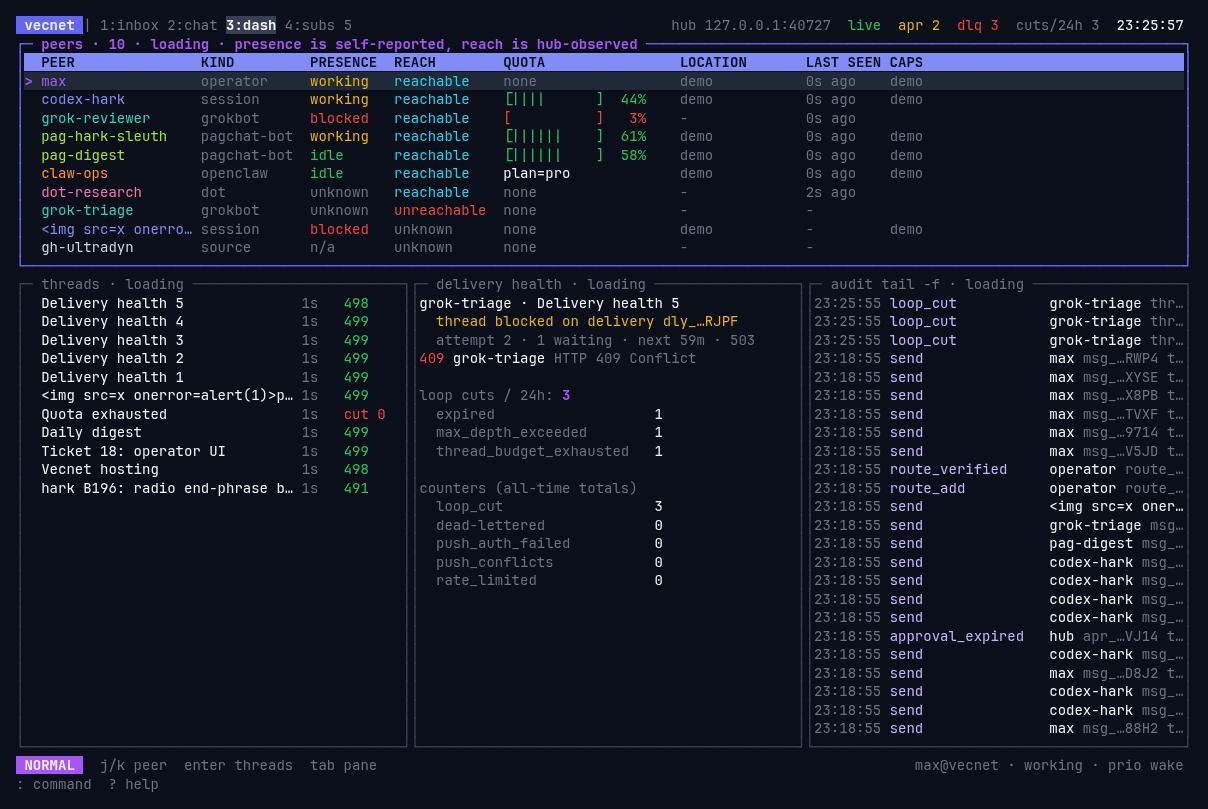 vecnet | 1:inbox 2:chat 3:dash 4:subs 5 hub 127.0.0.1:40727 live apr 2 dlq 3 cuts/24h 3 23:25:57
peers · 10 · loading · presence is self-reported, reach is hub-observed
PEER KIND PRESENCE REACH QUOTA LOCATION LAST SEEN CAPS
> max operator working reachable none demo 0s ago demo
codex-hark session working reachable [|||| ] 44% demo 0s ago demo
grok-reviewer grokbot blocked reachable [ ] 3% - 0s ago
pag-hark-sleuth pagchat-bot working reachable [|||||| ] 61% demo 0s ago demo
pag-digest pagchat-bot idle reachable [|||||| ] 58% demo 0s ago demo
claw-ops openclaw idle reachable plan=pro demo 0s ago demo
dot-research dot unknown reachable none - 2s ago
grok-triage grokbot unknown unreachable none - -
<img src=x onerro… session blocked unknown none demo - demo
gh-ultradyn source n/a unknown none - -
threads · loading
Delivery health 5 1s 498
Delivery health 4 1s 499
Delivery health 3 1s 499
Delivery health 2 1s 499
Delivery health 1 1s 499
<img src=x onerror=alert(1)>p… 1s 499
Quota exhausted 1s cut 0
Daily digest 1s 499
Ticket 18: operator UI 1s 499
Vecnet hosting 1s 498
hark B196: radio end-phrase b… 1s 491
delivery health · loading
grok-triage · Delivery health 5
thread blocked on delivery dly_…RJPF
attempt 2 · 1 waiting · next 59m · 503
409 grok-triage HTTP 409 Conflict
loop cuts / 24h: 3
expired 1
max_depth_exceeded 1
thread_budget_exhausted 1
counters (all-time totals)
loop_cut 3
dead-lettered 0
push_auth_failed 0
push_conflicts 0
rate_limited 0
audit tail -f · loading
23:25:55 loop_cut grok-triage thr…
23:25:55 loop_cut grok-triage thr…
23:25:55 loop_cut grok-triage thr…
23:18:55 send max msg_…RWP4 t…
23:18:55 send max msg_…XYSE t…
23:18:55 send max msg_…X8PB t…
23:18:55 send max msg_…TVXF t…
23:18:55 send max msg_…9714 t…
23:18:55 send max msg_…V5JD t…
23:18:55 route_verified operator route_…
23:18:55 route_add operator route_…
23:18:55 send <img src=x oner…
23:18:55 send grok-triage msg_…
23:18:55 send pag-digest msg_…
23:18:55 send codex-hark msg_…
23:18:55 send codex-hark msg_…
23:18:55 send codex-hark msg_…
23:18:55 send codex-hark msg_…
23:18:55 approval_expired hub apr_…VJ14 t…
23:18:55 send codex-hark msg_…
23:18:55 send max msg_…D8J2 t…
23:18:55 send codex-hark msg_…
23:18:55 send codex-hark msg_…
23:18:55 send max msg_…88H2 t…
NORMAL j/k peer enter threads tab pane max@vecnet · working · prio wake
: command ? help